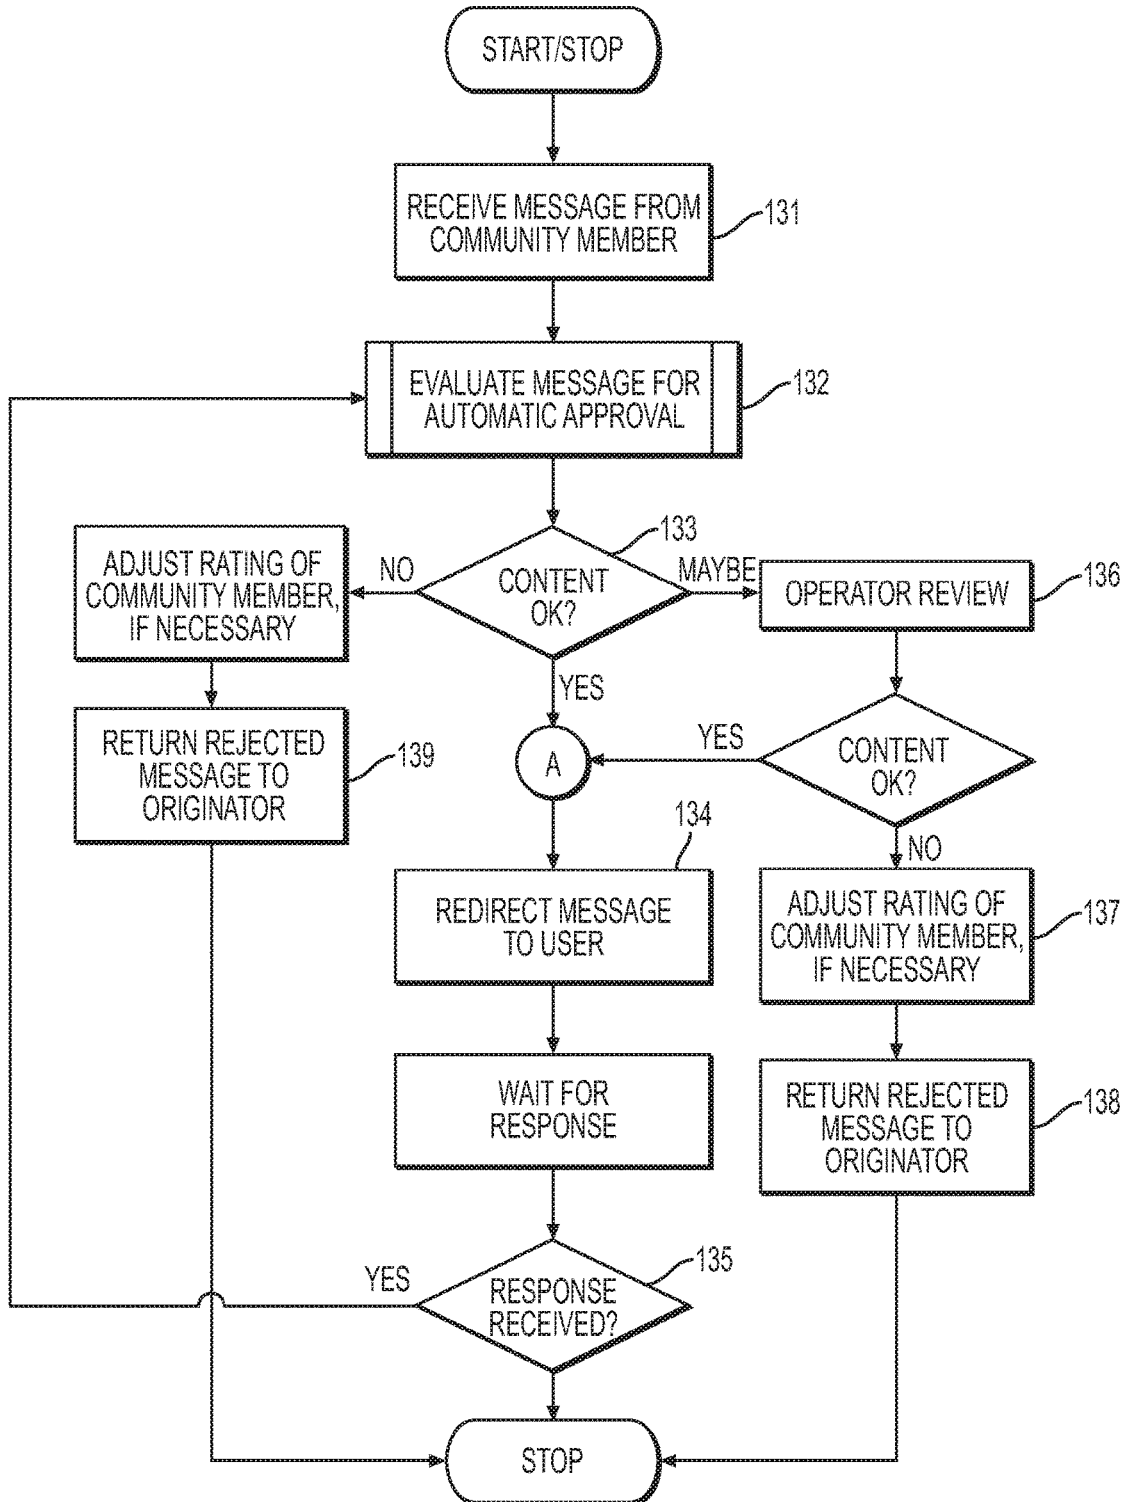 START/STOP
RECEIVE MESSAGE FROM
COMMUNITY MEMBER
131
EVALUATE MESSAGE FOR
AUTOMATIC APPROVAL
132
133
CONTENT
OK?
NO
MAYBE
YES
ADJUST RATING OF
COMMUNITY MEMBER,
IF NECESSARY
OPERATOR REVIEW
136
RETURN REJECTED
MESSAGE TO
ORIGINATOR
139
A
YES
CONTENT
OK?
NO
134
REDIRECT MESSAGE
TO USER
ADJUST RATING OF
COMMUNITY MEMBER,
IF NECESSARY
137
WAIT FOR
RESPONSE
RETURN REJECTED
MESSAGE TO
ORIGINATOR
138
135
YES
RESPONSE
RECEIVED?
STOP